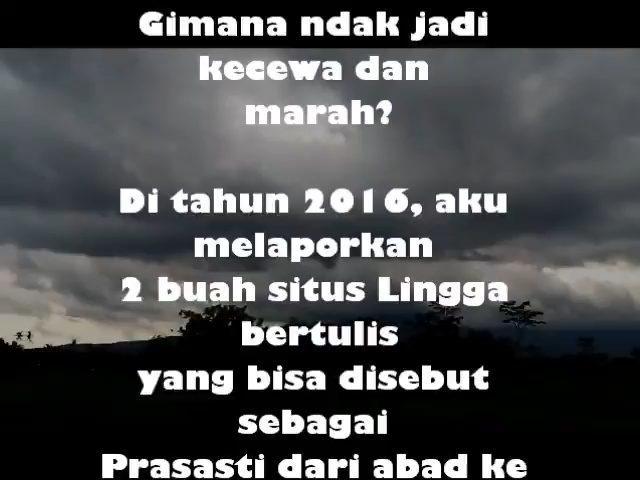 Gimana ndak jadi
kecewa dan
marah?
Di tahun 2016, aku
melaporkan
2 buah situs Lingga
bertulis
yang bisa disebut
sebagai
Prasasti dari abad ke